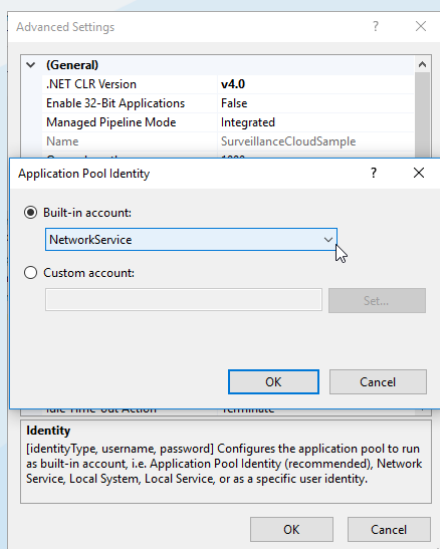 Advanced Settings ? ×
(General)
.NET CLR Version v4.0
Enable 32-Bit Applications False
Managed Pipeline Mode Integrated
Name SurveillanceCloudSample
Application Pool Identity ? ×
Built-in account:
NetworkService
Custom account:
Set...
OK Cancel
Identity
[identityType, username, password] Configures the application pool to run
as built-in account, i.e. Application Pool Identity (recommended), Network
Service, Local System, Local Service, or as a specific user identity.
OK Cancel